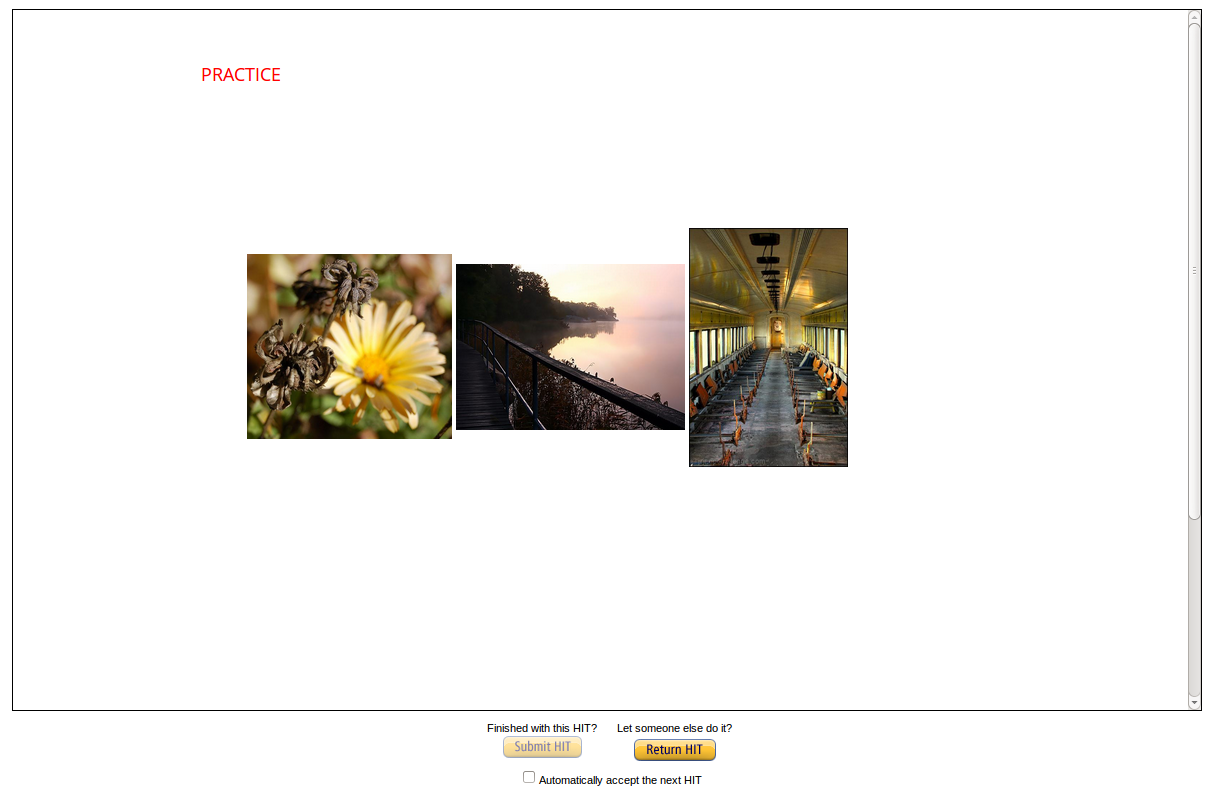 PRACTICE
Finished with this HIT? Let someone else do it?
Submit HIT Return HIT
Automatically accept the next HIT